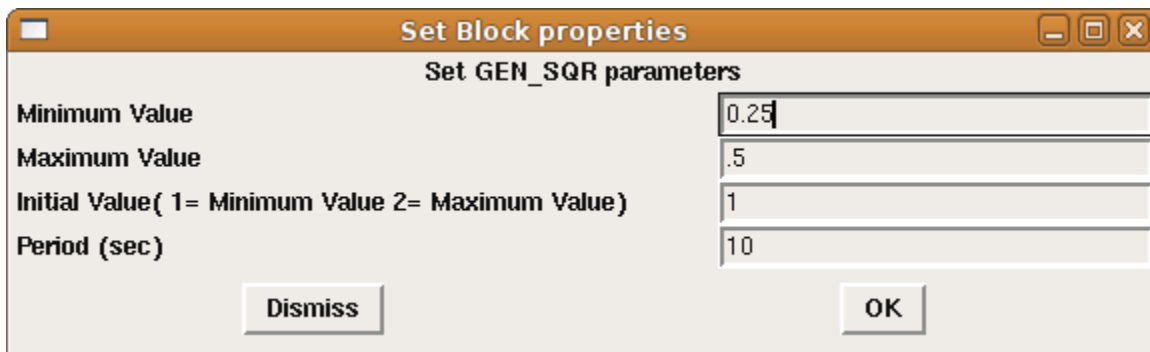 Set Block properties
Set GEN_SQR parameters
Minimum Value 0.25
Maximum Value .5
Initial Value( 1= Minimum Value 2= Maximum Value) 1
Period (sec) 10
Dismiss OK